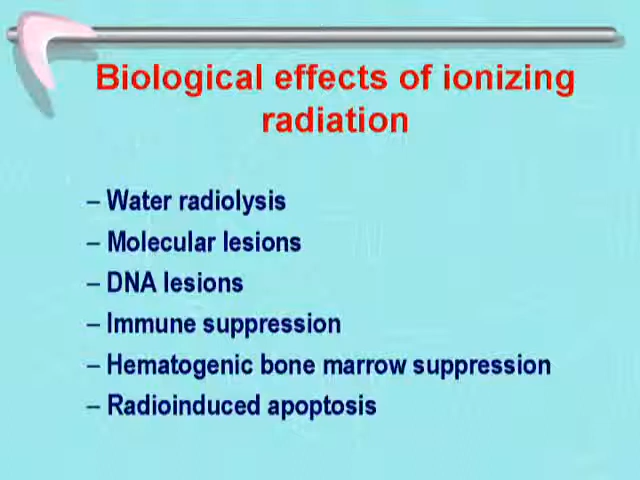 Biological effects of ionizing
radiation
– Water radiolysis
– Molecular lesions
– DNA lesions
– Immune suppression
– Hematogenic bone marrow suppression
– Radioinduced apoptosis